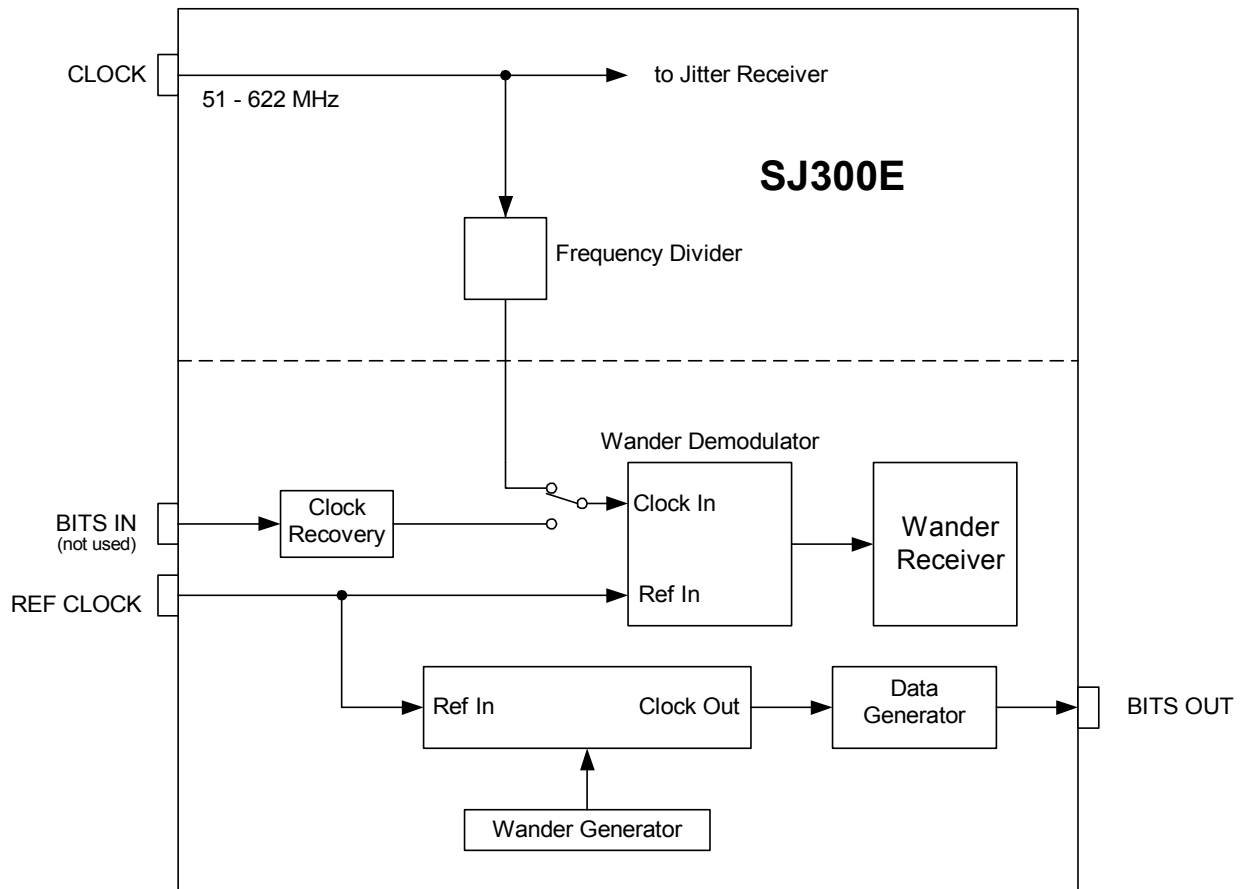 CLOCK
51 - 622 MHz
to Jitter Receiver
SJ300E
Frequency Divider
Wander Demodulator
Clock In
Ref In
Wander
Receiver
BITS IN
(not used)
Clock
Recovery
REF CLOCK
Ref In
Clock Out
Data
Generator
BITS OUT
Wander Generator